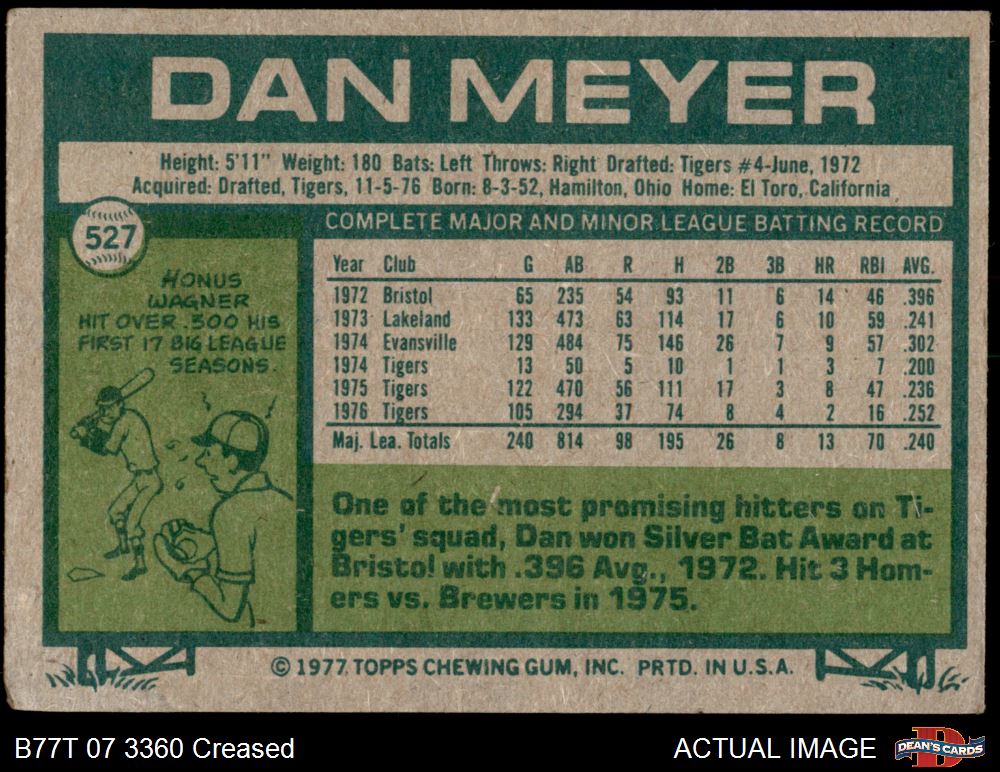 DAN MEYER
Height: 5'11" Weight: 180 Bats: Left Throws: Right Drafted: Tigers #4-June, 1972
Acquired: Drafted, Tigers, 11-5-76 Born: 8-3-52, Hamilton, Ohio Home: El Toro, California
527
HONUS
WAGNER
HIT OVER .300 HIS
FIRST 17 BIG LEAGUE
SEASONS.
COMPLETE MAJOR AND MINOR LEAGUE BATTING RECORD
Year Club G AB R H 2B 3B HR RBI AVG.
1972 Bristol 65 235 54 93 11 6 14 46 .396
1973 Lakeland 133 473 63 114 17 6 10 59 .241
1974 Evansville 129 484 75 146 26 7 9 57 .302
1974 Tigers 13 50 5 10 1 1 3 7 .200
1975 Tigers 122 470 56 111 17 3 8 47 .236
1976 Tigers 105 294 37 74 8 4 2 16 .252
Maj. Lea. Totals 240 814 98 195 26 8 13 70 .240
One of the most promising hitters on Ti-
gers' squad, Dan won Silver Bat Award at
Bristol with .396 Avg., 1972. Hit 3 Hom-
ers vs. Brewers in 1975.
© 1977 TOPPS CHEWING GUM, INC. PRTD. IN U.S.A.
B77T 07 3360 Creased
ACTUAL IMAGE
DEAN'S CARDS